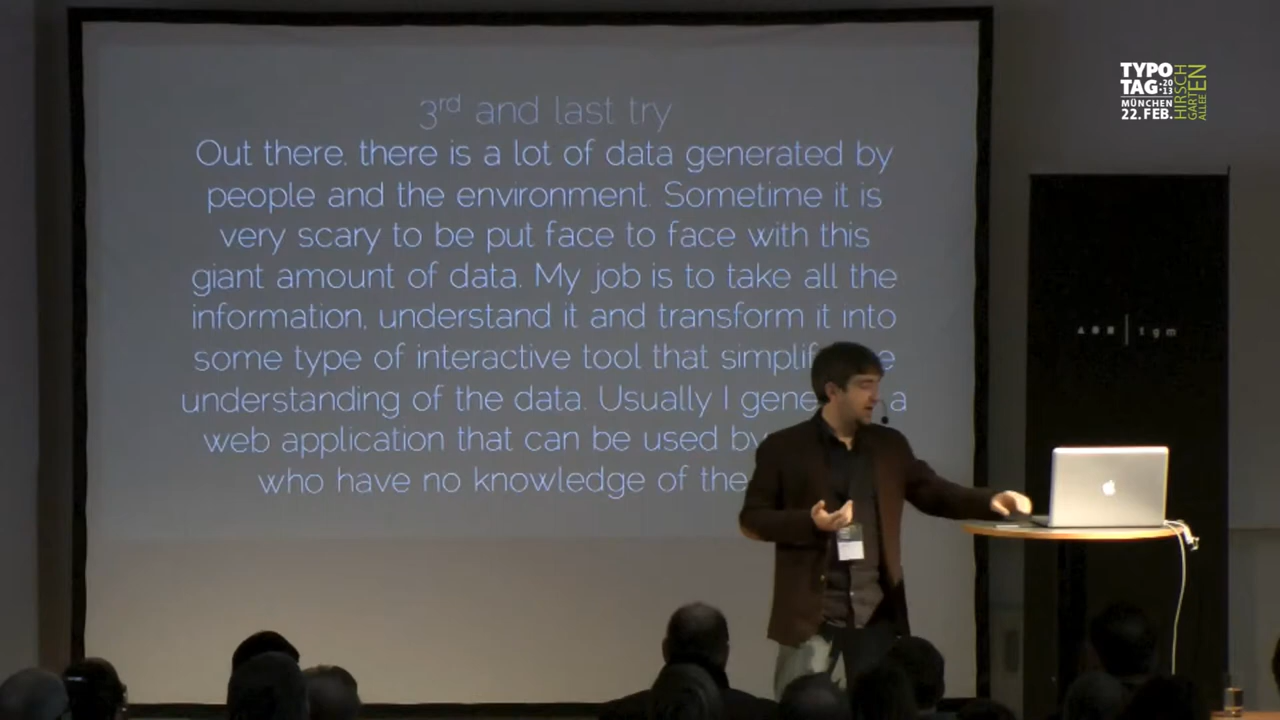 3rd and last try
Out there. there is a lot of data generated by
people and the environment. Sometime it is
very scary to be put face to face with this
giant amount of data. My job is to take all the
information, understand it and transform it into
some type of interactive tool that
understanding of the data. Usually I a
web application that can be used by
who have no knowledge of the
TYPO
TAG:2013
MÜNCHEN
22. FEB.
HIRSCH
GARTEN
ALLEE
tgm